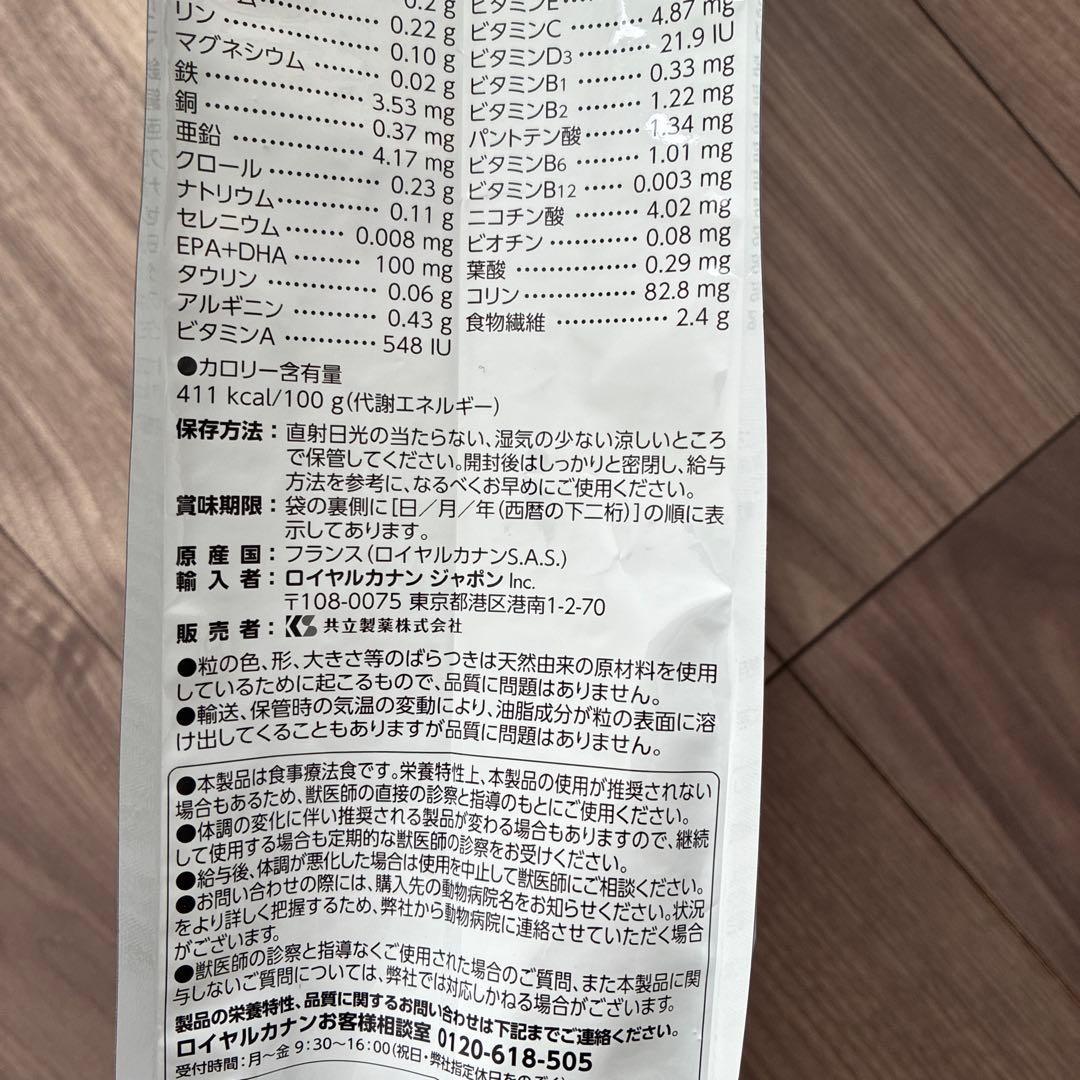 0.2 g
ム 0.22 g
リン 0.10 g
マグネシウム 0.02 g
鉄 3.53 mg
銅 0.37 mg
亜鉛 4.17 mg
クロール 0.23 g
ナトリウム 0.11 g
セレニウム 0.008 mg
EPA+DHA 100 mg
タウリン 0.06 g
アルギニン 0.43 g
ビタミンA 548 IU
ビタミンE
ビタミンC 4.87 mg
ビタミンD3 21.9 IU
ビタミンB1 0.33 mg
ビタミンB2 1.22 mg
パントテン酸 1.34 mg
ビタミンB6 1.01 mg
ビタミンB12 0.003 mg
ニコチン酸 4.02 mg
ビオチン 0.08 mg
葉酸 0.29 mg
コリン 82.8 mg
食物繊維 2.4 g
●カロリー含有量
411 kcal/100 g(代謝エネルギー)
保存方法：直射日光の当たらない、湿気の少ない涼しいところ
で保管してください。開封後はしっかりと密閉し、給与
方法を参考に、なるべくお早めにご使用ください。
賞味期限：袋の裏側に［日／月／年(西暦の下二桁)］の順に表
示してあります。
原産国：フランス(ロイヤルカナンS.A.S.)
輸入者：ロイヤルカナン ジャポン Inc.
〒108-0075 東京都港区港南1-2-70
販売者：KS 共立製薬株式会社
●粒の色、形、大きさ等のばらつきは天然由来の原材料を使用
しているために起こるもので、品質に問題はありません。
●輸送、保管時の気温の変動により、油脂成分が粒の表面に溶
け出してくることもありますが品質に問題はありません。
●本製品は食事療法食です。栄養特性上、本製品の使用が推奨されない
場合もあるため、獣医師の直接の診察と指導のもとにご使用ください。
●体調の変化に伴い推奨される製品が変わる場合もありますので、継続
して使用する場合も定期的な獣医師の診察をお受けください。
●給与後、体調が悪化した場合は使用を中止して獣医師にご相談ください。
●お問い合わせの際には、購入先の動物病院名をお知らせください。状況
をより詳しく把握するため、弊社から動物病院に連絡させていただく場合
がございます。
●獣医師の診察と指導なくご使用された場合のご質問、また本製品に関
与しないご質問については、弊社では対応しかねる場合がございます。
製品の栄養特性、品質に関するお問い合わせは下記までご連絡ください。
ロイヤルカナンお客様相談室 0120-618-505
受付時間：月～金 9:30～16:00(祝日・弊社指定休日をのぞく)